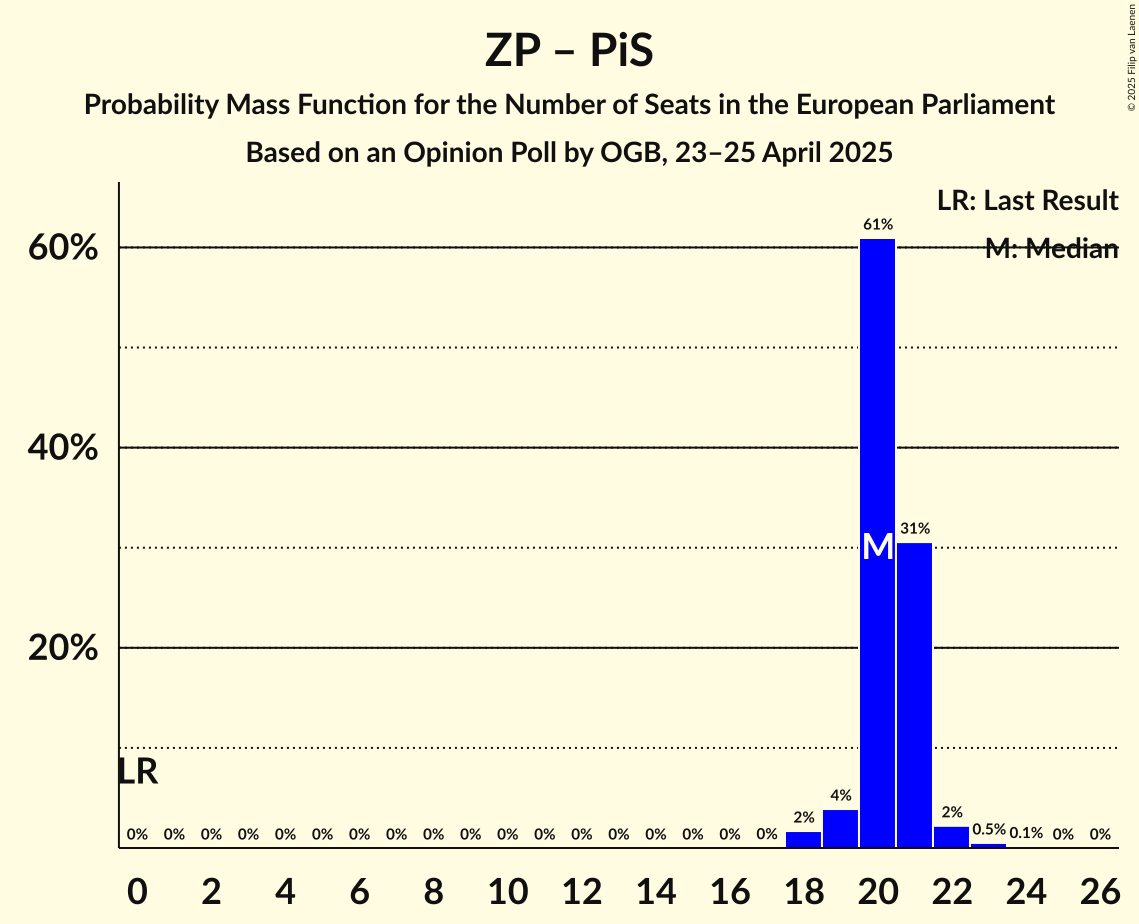 ZP – PiS
Probability Mass Function for the Number of Seats in the European Parliament
Based on an Opinion Poll by OGB, 23–25 April 2025
© 2025 Filip van Laenen
LR: Last Result
M: Median
60%
40%
20%
61%
31%
M
LR
0% 0% 0% 0% 0% 0% 0% 0% 0% 0% 0% 0% 0% 0% 0% 0% 0% 0% 2% 4% 2% 0.5% 0.1% 0% 0%
0 2 4 6 8 10 12 14 16 18 20 22 24 26